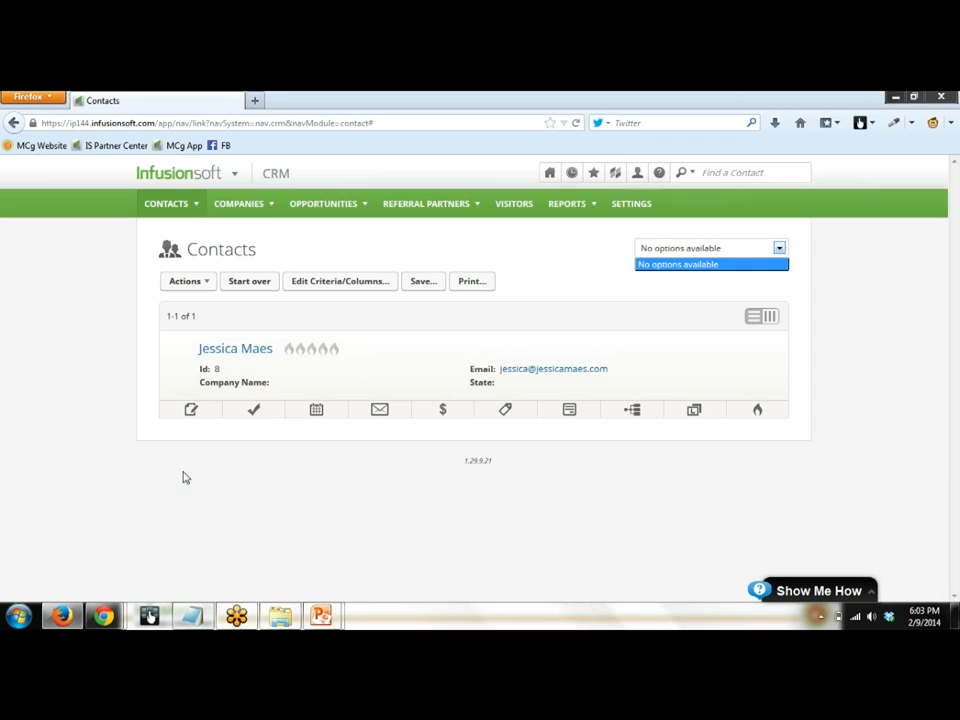 Firefox
Contacts
https://ip144.infusionsoft.com/app/nav/link?navSystem=nav.crm&navModule=contact#
Twitter
MCg Website
IS Partner Center
MCg App
FB
Infusionsoft
CRM
Find a Contact
CONTACTS
COMPANIES
OPPORTUNITIES
REFERRAL PARTNERS
VISITORS
REPORTS
SETTINGS
Contacts
No options available
No options available
Actions
Start over
Edit Criteria/Columns...
Save...
Print...
1-1 of 1
Jessica Maes
Id: 8
Email: jessica@jessicamaes.com
Company Name:
State:
1.29.9.21
Show Me How
6:03 PM
2/9/2014